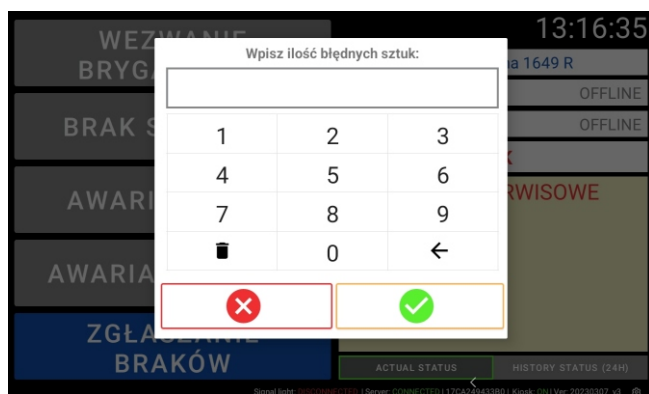 WEZWANIE
13:16:35
BRYGA
Wpisz ilość błędnych sztuk:
na 1649 R
OFFLINE
BRAK S
OFFLINE
1 2 3
K
4 5 6
AWARI
RWISOWE
7 8 9
0
AWARIA
ZGŁASZANIE
BRAKÓW
ACTUAL STATUS
HISTORY STATUS (24H)
Signal light: DISCONNECTED | Server: CONNECTED | 17CA249433B0 | Kiosk: ON | Ver: 20230307_v3